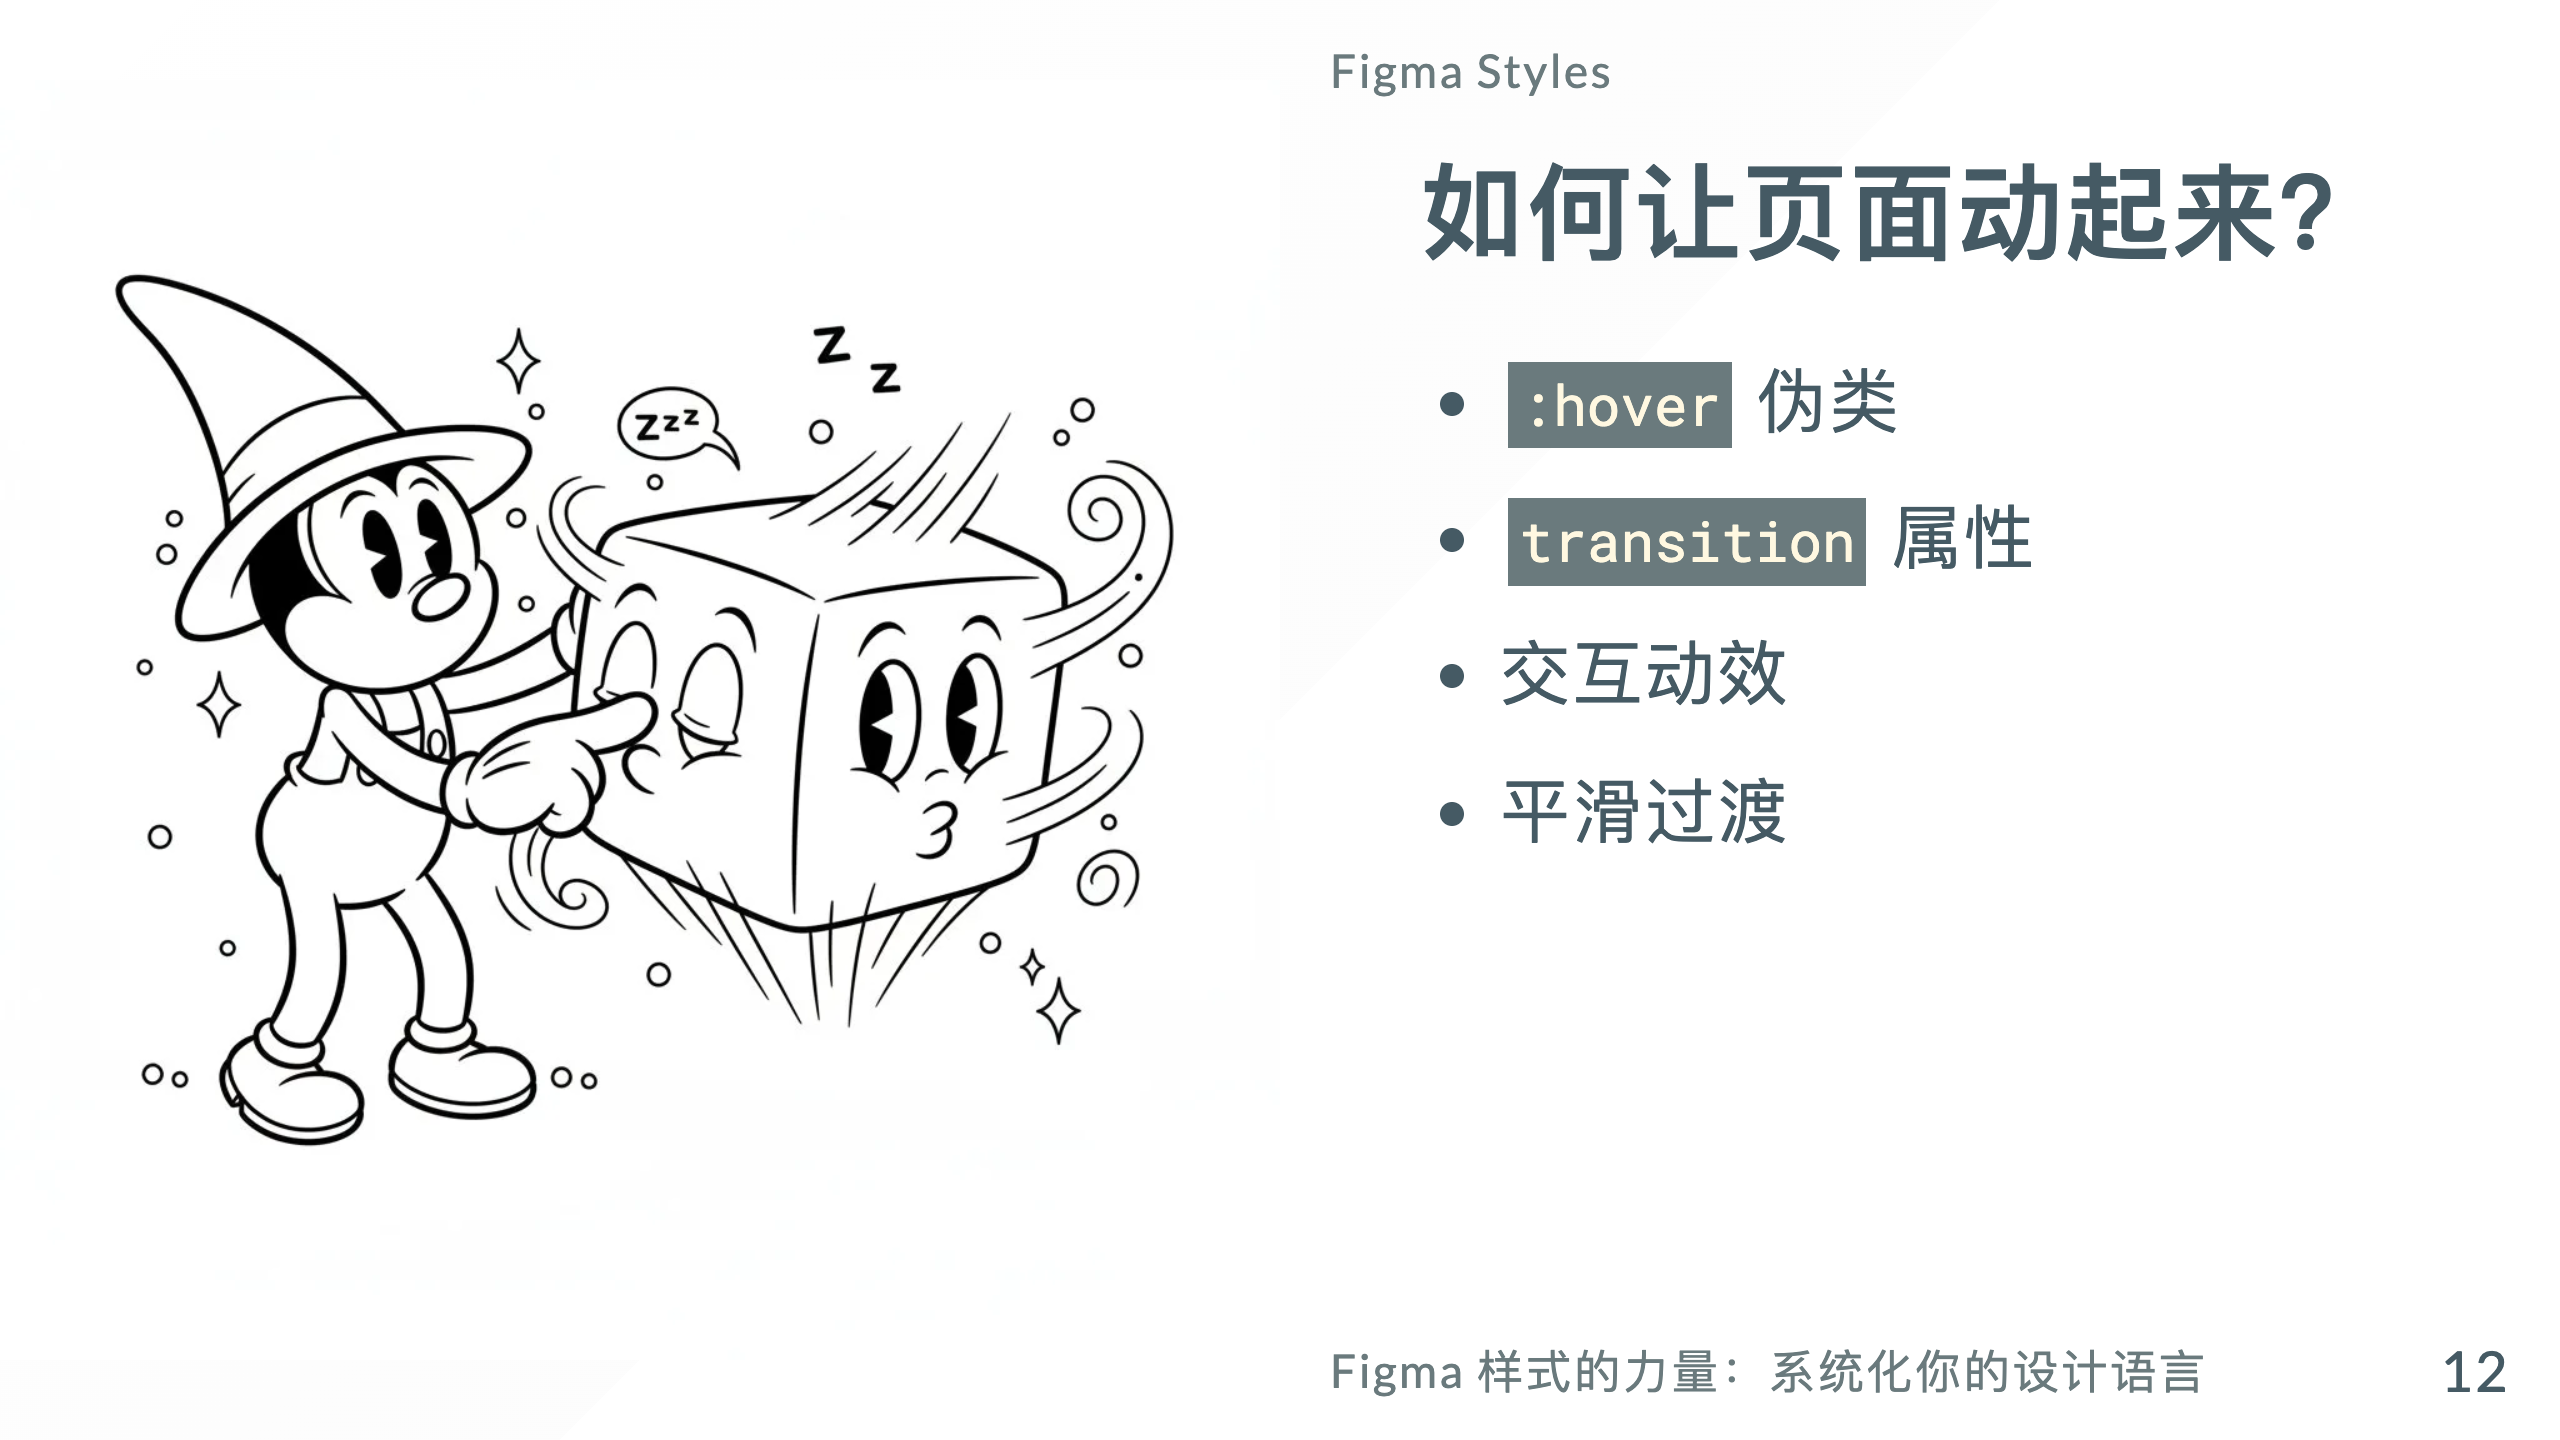 Figma Styles
如何让页面动起来？
z
z
zzz
:hover 伪类
transition 属性
交互动效
平滑过渡
Figma 样式的力量：系统化你的设计语言
12